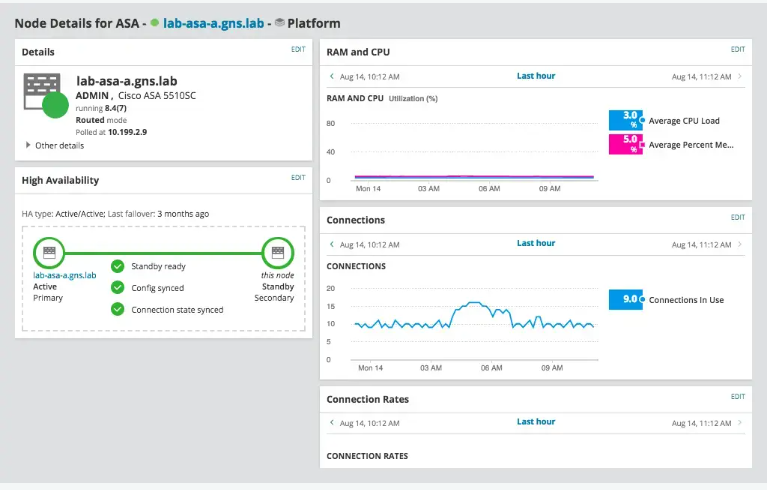 Node Details for ASA - lab-asa-a.gns.lab - Platform
Details
EDIT
lab-asa-a.gns.lab
ADMIN , Cisco ASA 5510SC
running 8.4(7)
Routed mode
Polled at 10.199.2.9
Other details
High Availability
EDIT
HA type: Active/Active; Last failover: 3 months ago
lab-asa-a.gns.lab
Active
Primary
Standby ready
Config synced
Connection state synced
this node
Standby
Secondary
RAM and CPU
EDIT
Aug 14, 10:12 AM
Last hour
Aug 14, 11:12 AM
RAM AND CPU Utilization (%)
80
40
0
Mon 14
03 AM
06 AM
09 AM
3.0 %
Average CPU Load
5.0 %
Average Percent Me...
Connections
EDIT
Aug 14, 10:12 AM
Last hour
Aug 14, 11:12 AM
CONNECTIONS
20
15
10
5
0
Mon 14
03 AM
06 AM
09 AM
9.0
Connections In Use
Connection Rates
EDIT
Aug 14, 10:12 AM
Last hour
Aug 14, 11:12 AM
CONNECTION RATES